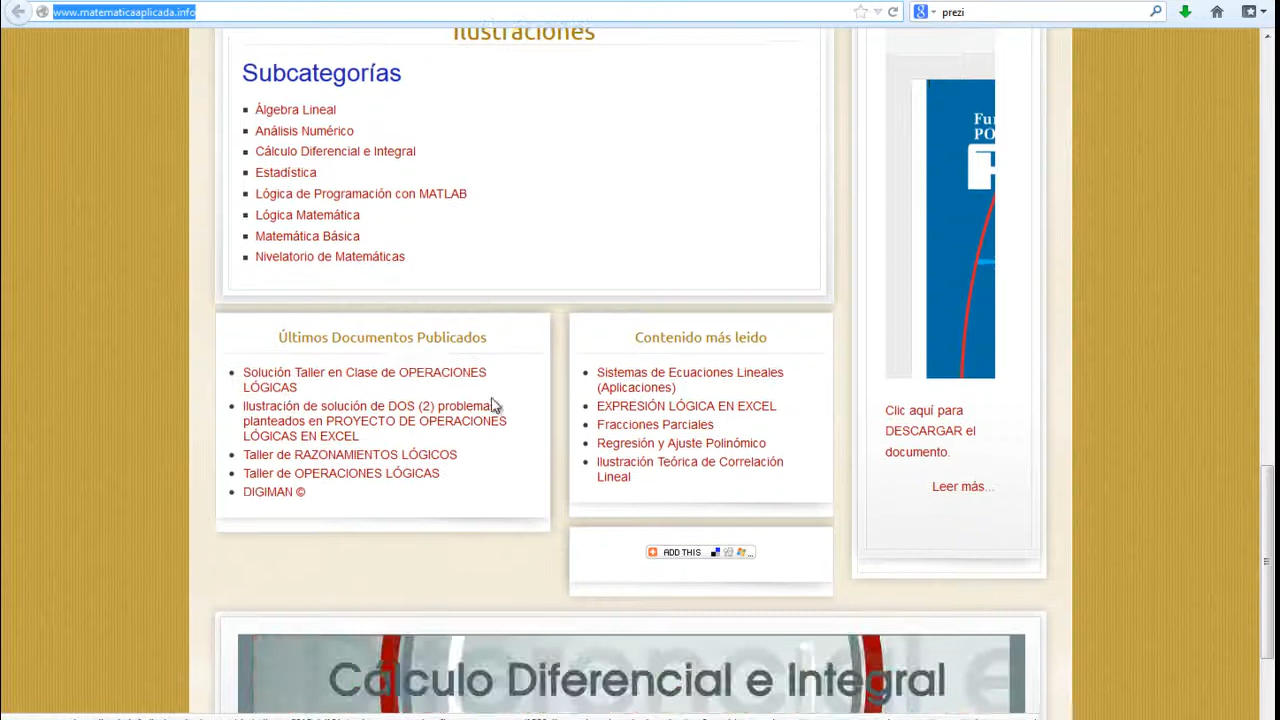 www.matematicaaplicada.info
prezi
Ilustraciones
Subcategorías
Álgebra Lineal
Análisis Numérico
Cálculo Diferencial e Integral
Estadística
Lógica de Programación con MATLAB
Lógica Matemática
Matemática Básica
Nivelatorio de Matemáticas
Últimos Documentos Publicados
Solución Taller en Clase de OPERACIONES
LÓGICAS
Ilustración de solución de DOS (2) problemas
planteados en PROYECTO DE OPERACIONES
LÓGICAS EN EXCEL
Taller de RAZONAMIENTOS LÓGICOS
Taller de OPERACIONES LÓGICAS
DIGIMAN ©
Contenido más leido
Sistemas de Ecuaciones Lineales
(Aplicaciones)
EXPRESIÓN LÓGICA EN EXCEL
Fracciones Parciales
Regresión y Ajuste Polinómico
Ilustración Teórica de Correlación
Lineal
ADD THIS
Fu
PO
Clic aquí para
DESCARGAR el
documento.
Leer más...
Cálculo Diferencial e Integral